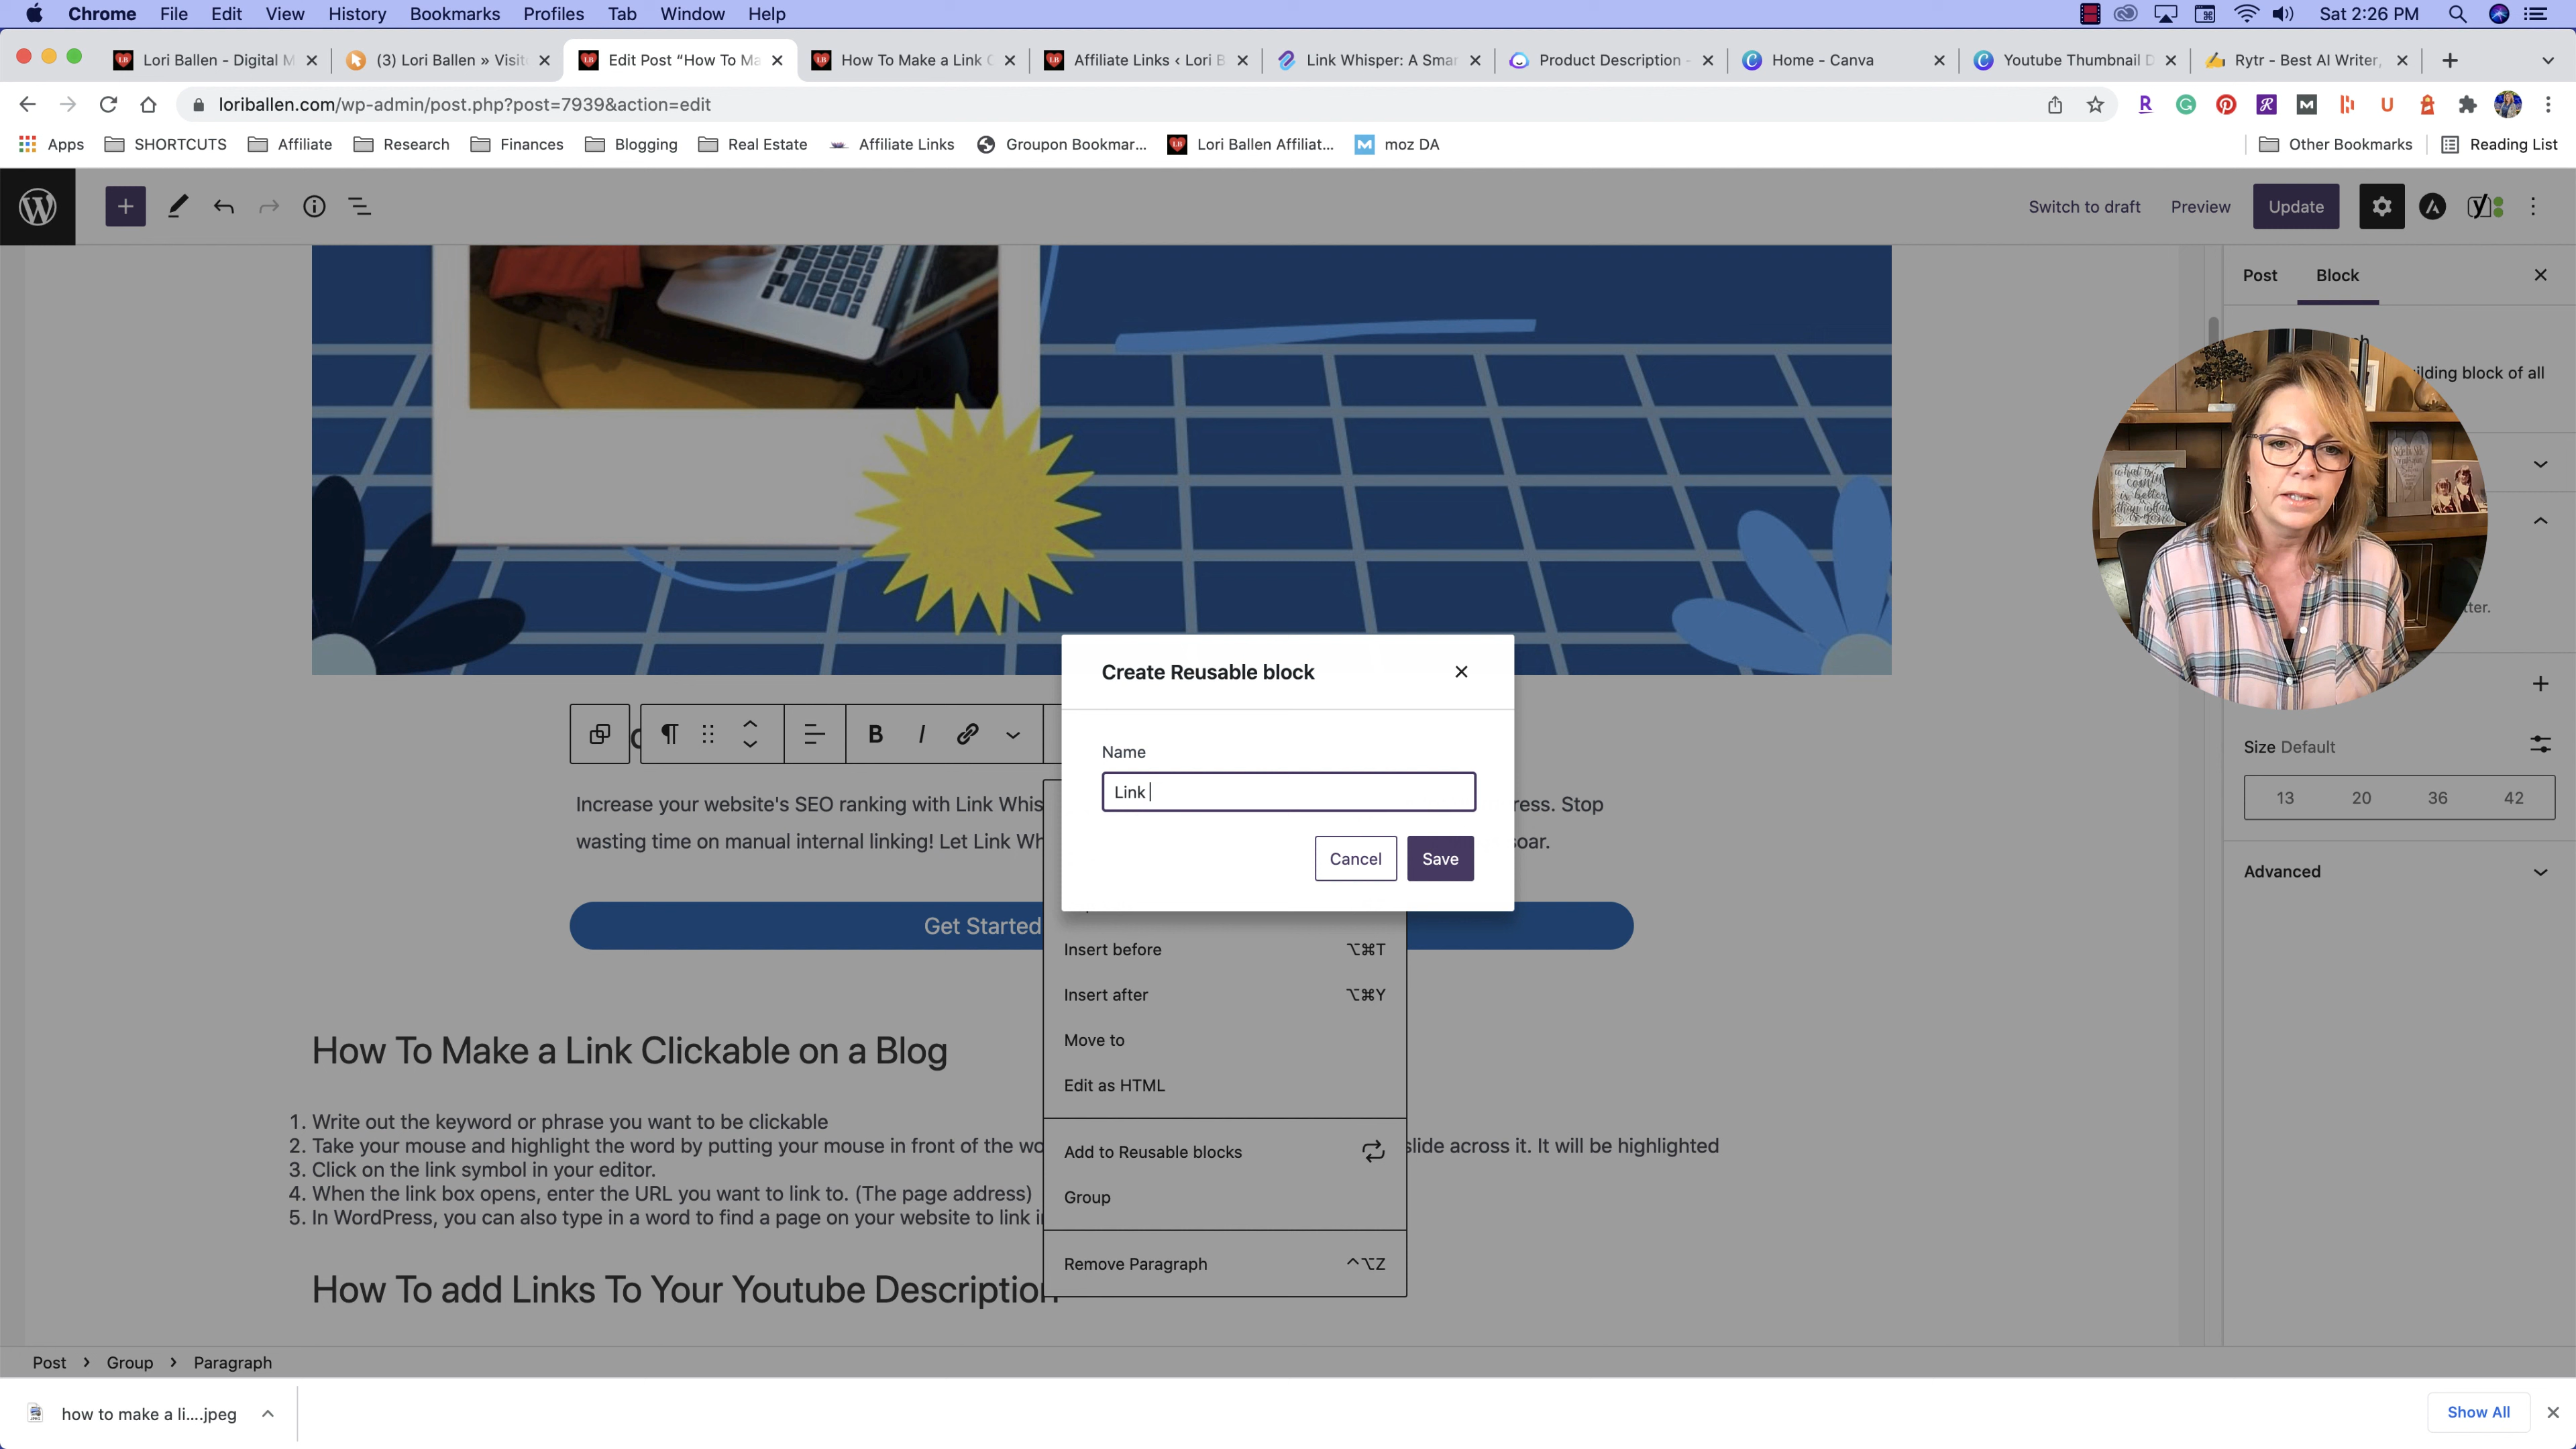 Chrome File Edit View History Bookmarks Profiles Tab Window Help
Sat 2:26 PM
Lori Ballen - Digital M
(3) Lori Ballen » Visit
Edit Post “How To Ma
How To Make a Link C
Affiliate Links ‹ Lori B
Link Whisper: A Smar
Product Description -
Home - Canva
Youtube Thumbnail D
Rytr - Best AI Writer,
loriballen.com/wp-admin/post.php?post=7939&action=edit
Apps SHORTCUTS Affiliate Research Finances Blogging Real Estate Affiliate Links Groupon Bookmar... Lori Ballen Affiliat... moz DA Other Bookmarks Reading List
Switch to draft Preview Update
Post Block
ilding block of all
tter.
Create Reusable block
Name
Link
Cancel Save
Increase your website's SEO ranking with Link Whis ress. Stop
wasting time on manual internal linking! Let Link Wh oar.
Get Started
Size Default
13 20 36 42
Advanced
Insert before ⌥⌘T
Insert after ⌥⌘Y
Move to
Edit as HTML
Add to Reusable blocks
Group
Remove Paragraph ^⌥Z
How To Make a Link Clickable on a Blog
1. Write out the keyword or phrase you want to be clickable
2. Take your mouse and highlight the word by putting your mouse in front of the wo slide across it. It will be highlighted
3. Click on the link symbol in your editor.
4. When the link box opens, enter the URL you want to link to. (The page address)
5. In WordPress, you can also type in a word to find a page on your website to link i
How To add Links To Your Youtube Description
Post › Group › Paragraph
how to make a li....jpeg
Show All